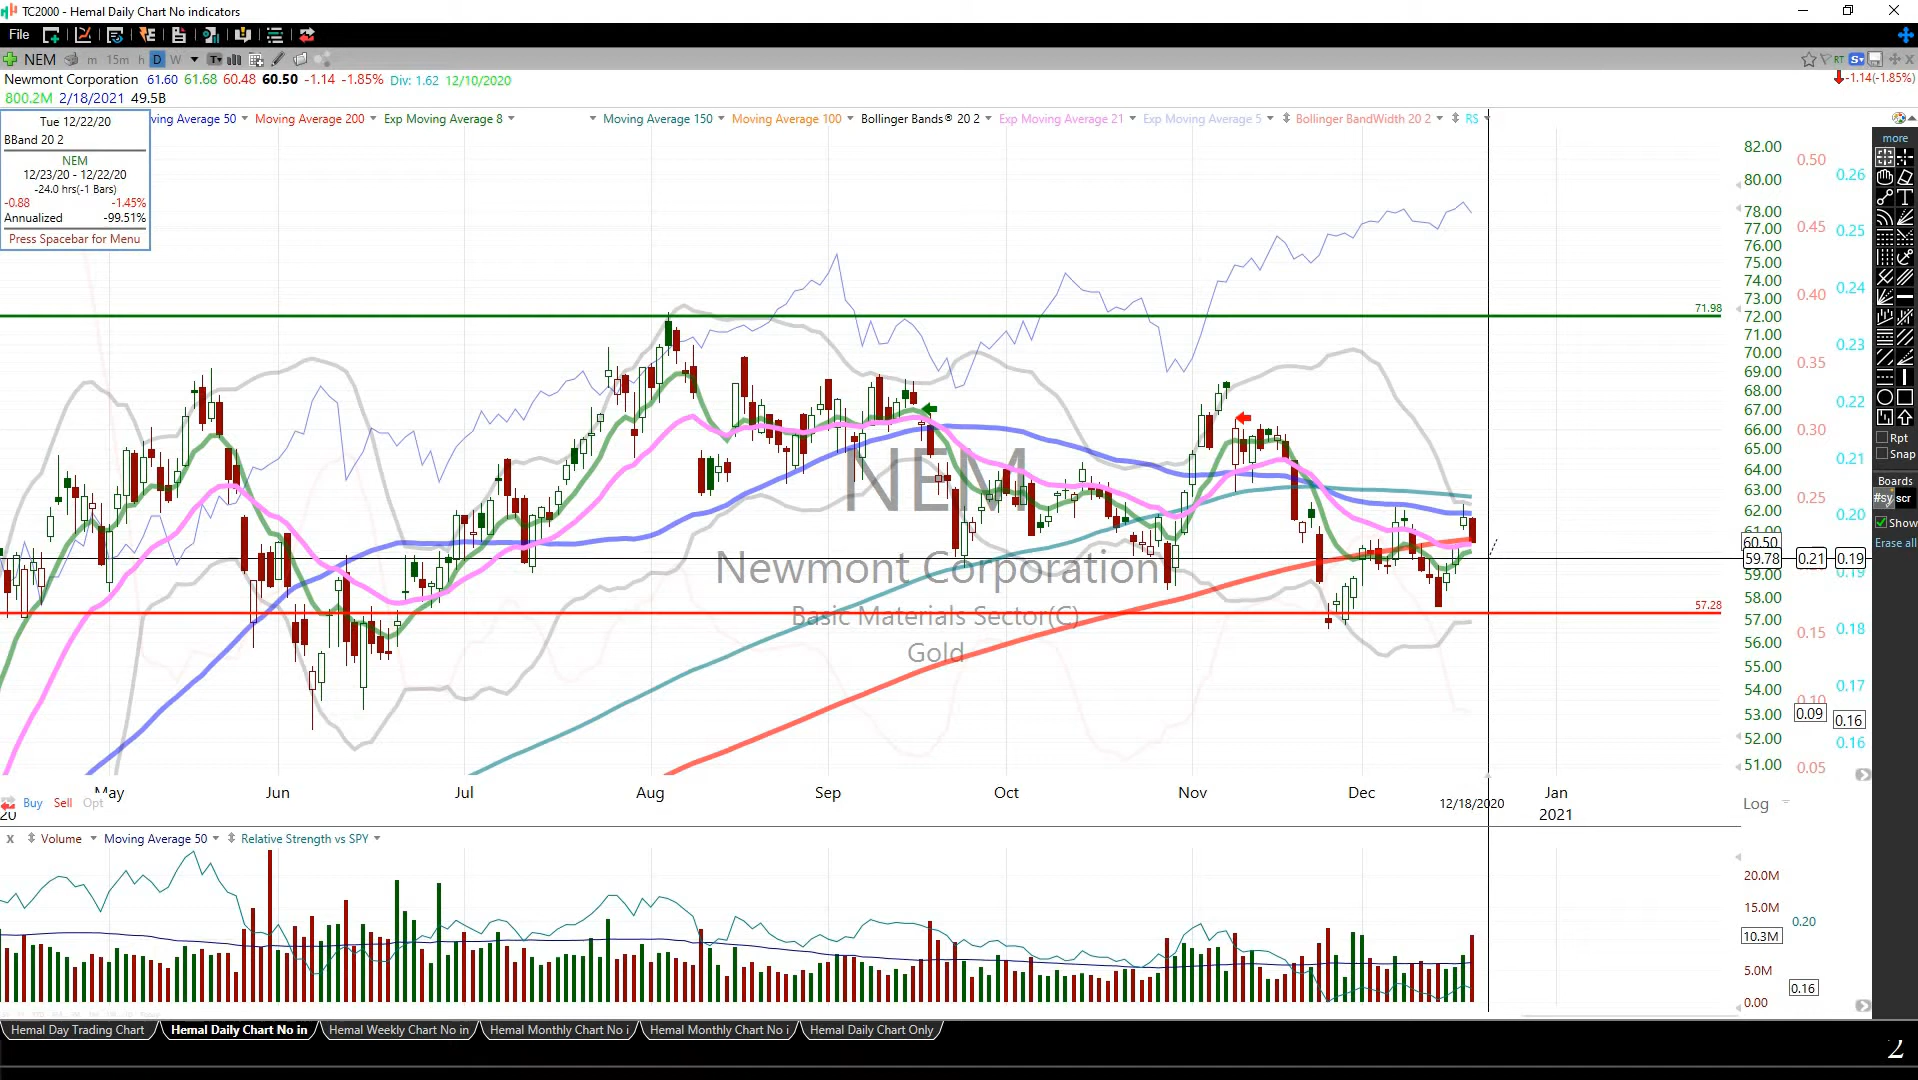 TC2000 - Hemal Daily Chart No indicators
File
NEM m 15m h D W T RT S
Newmont Corporation 61.60 61.68 60.48 60.50 -1.14 -1.85% Div: 1.62 12/10/2020
-1.14(-1.85%)
800.2M 2/18/2021 49.5B
Tue 12/22/20
BBand 20 2
NEM
12/23/20 - 12/22/20
-24.0 hrs(-1 Bars)
-0.88 -1.45%
Annualized -99.51%
Press Spacebar for Menu
ving Average 50 Moving Average 200 Exp Moving Average 8 Moving Average 150 Moving Average 100 Bollinger Bands® 20 2 Exp Moving Average 21 Exp Moving Average 5 Bollinger BandWidth 20 2 RS
more
82.00
80.00
78.00
77.00
76.00
75.00
74.00
73.00
72.00
71.00
70.00
69.00
68.00
67.00
66.00
65.00
64.00
63.00
62.00
61.00
60.50
59.78
59.00
58.00
57.00
56.00
55.00
54.00
53.00
52.00
51.00
0.50
0.45
0.40
0.35
0.30
0.25
0.21
0.15
0.10
0.09
0.05
0.26
0.25
0.24
0.23
0.22
0.21
0.20
0.19
0.19
0.18
0.17
0.16
0.16
71.98
57.28
NEM
Newmont Corporation
Basic Materials Sector(C)
Gold
Rpt
Snap
Boards
#sy scr
Show
Erase all
May Jun Jul Aug Sep Oct Nov Dec Jan
12/18/2020
2021
Log
Buy Sell Opt
20
x Volume Moving Average 50 Relative Strength vs SPY
20.0M
15.0M
10.3M
5.0M
0.00
0.20
0.16
Hemal Day Trading Chart Hemal Daily Chart No in Hemal Weekly Chart No in Hemal Monthly Chart No i Hemal Monthly Chart No i Hemal Daily Chart Only
2